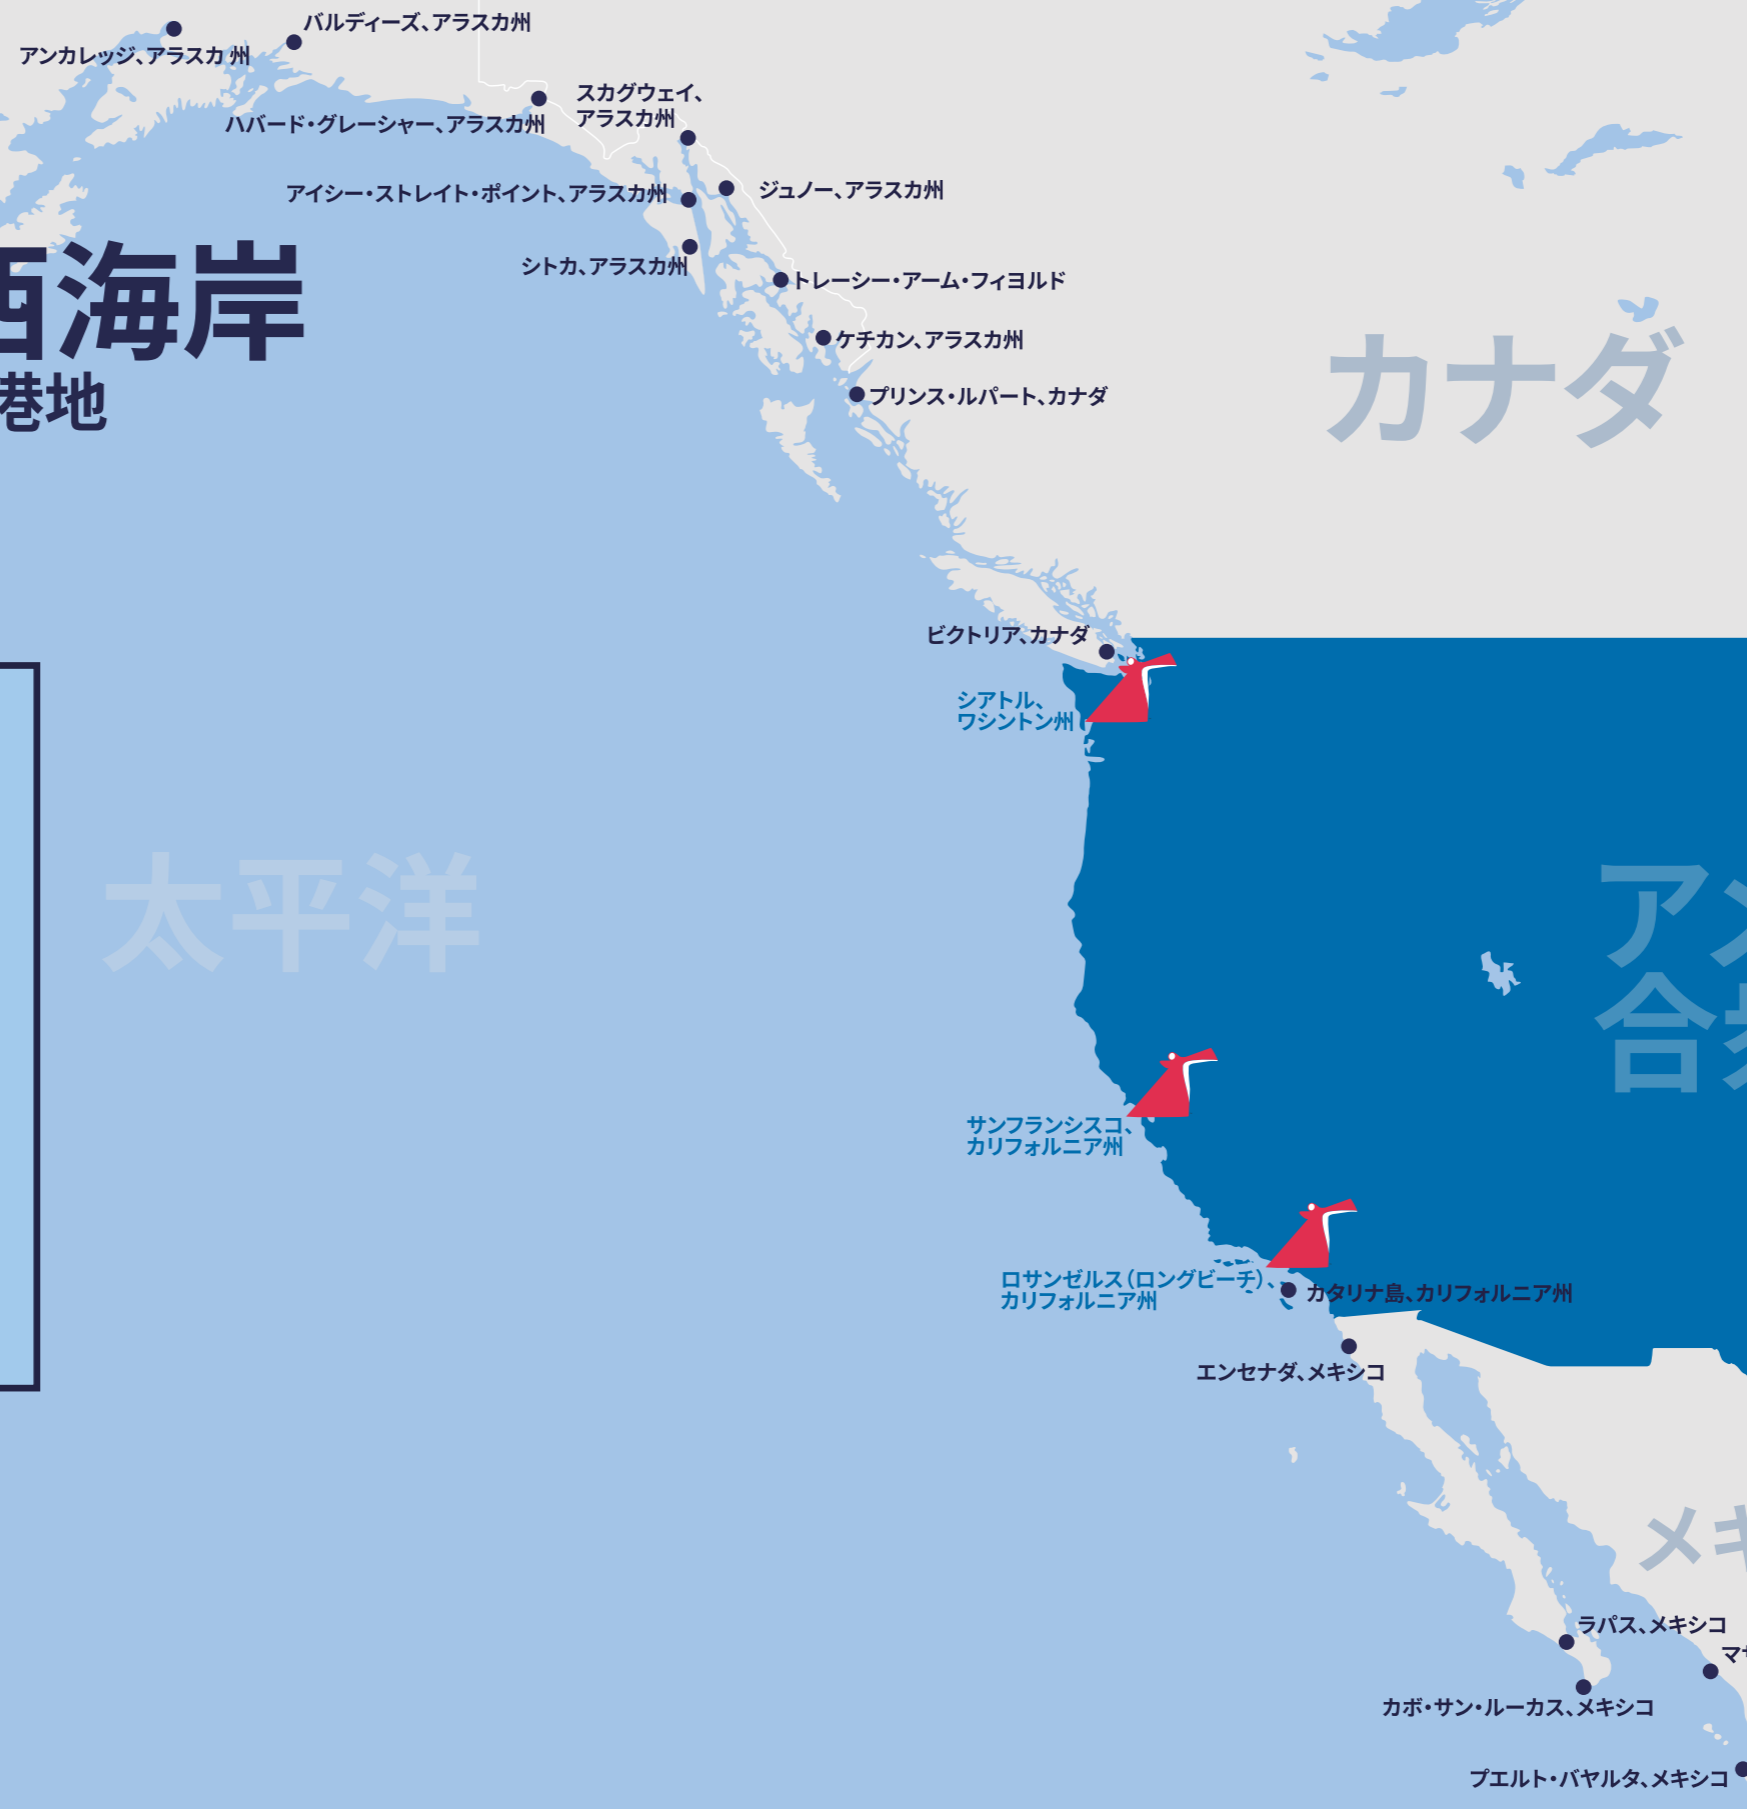 バルディーズ、アラスカ州
アンカレッジ、アラスカ州
スカグウェイ、
アラスカ州
ハバード・グレーシャー、アラスカ州
アイシー・ストレイト・ポイント、アラスカ州
ジュノー、アラスカ州
シトカ、アラスカ州
トレーシー・アーム・フィヨルド
西海岸
ケチカン、アラスカ州
港地
プリンス・ルパート、カナダ
カナダ
ビクトリア、カナダ
シアトル、
ワシントン州
太平洋
アメ
合
サンフランシスコ、
カリフォルニア州
ロサンゼルス（ロングビーチ）、
カリフォルニア州
カタリナ島、カリフォルニア州
エンセナダ、メキシコ
メキ
ラパス、メキシコ
マサ
カボ・サン・ルーカス、メキシコ
プエルト・バヤルタ、メキシコ